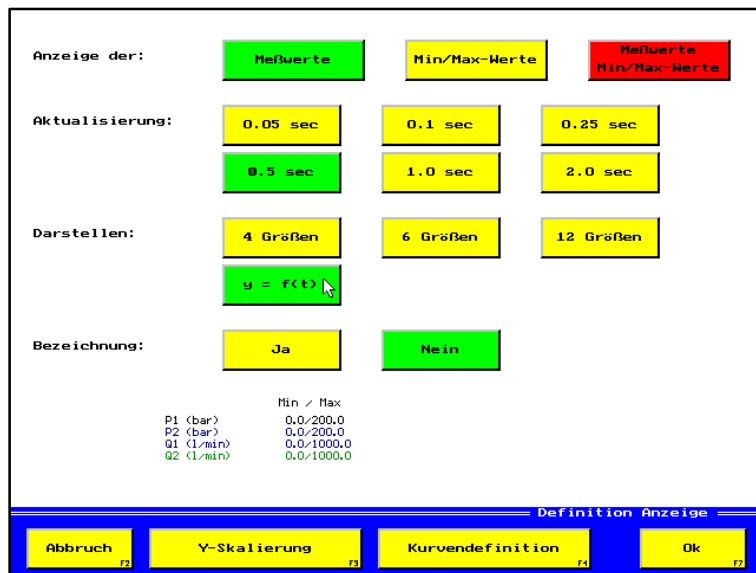 Anzeige der: Meßwerte Min/Max-Werte Meßwerte
Min/Max-Werte
Aktualisierung: 0.05 sec 0.1 sec 0.25 sec
0.5 sec 1.0 sec 2.0 sec
Darstellen: 4 Größen 6 Größen 12 Größen
y = f(t)
Bezeichnung: Ja Nein
Min / Max
P1 (bar) 0.0/200.0
P2 (bar) 0.0/200.0
Q1 (l/min) 0.0/1000.0
Q2 (l/min) 0.0/1000.0
Definition Anzeige
Abbruch F2 Y-Skalierung F3 Kurvendefinition F4 Ok F7